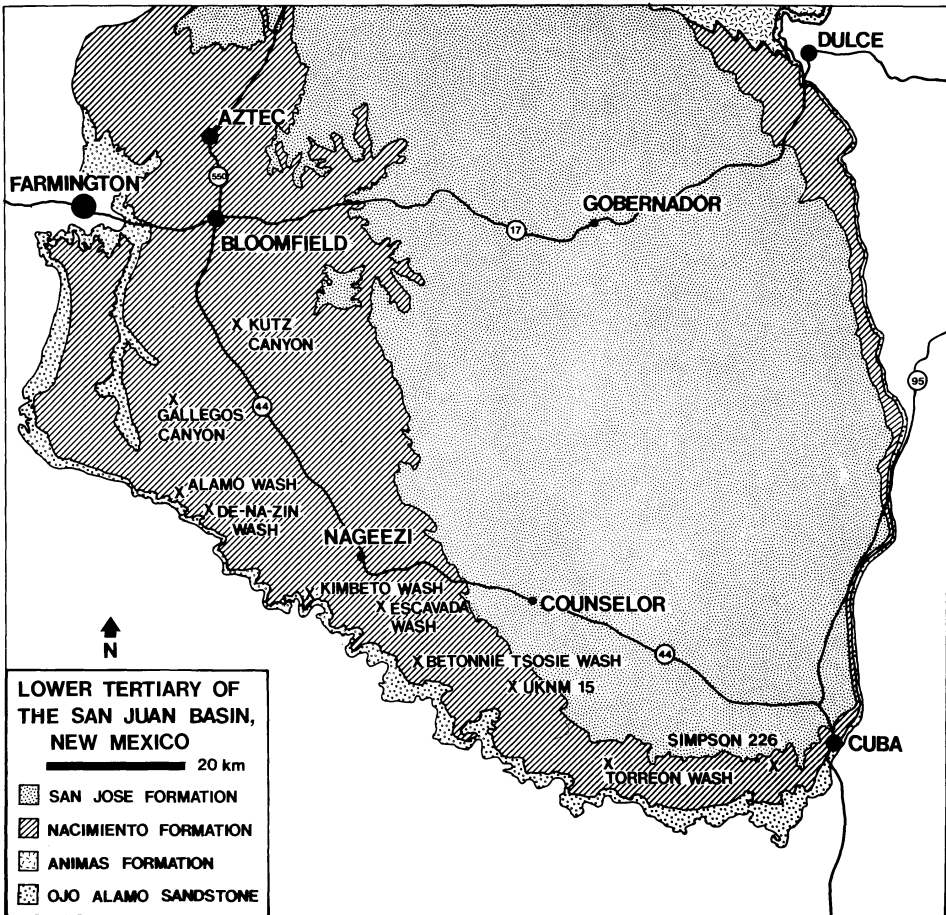 DULCE
AZTEC
550
FARMINGTON
GOBERNADOR
17
BLOOMFIELD
X KUTZ
CANYON
95
X
GALLEGOS
CANYON
44
X ALAMO WASH
X DE-NA-ZIN
WASH
NAGEEZI
X KIMBETO WASH
X ESCAVADA
WASH
COUNSELOR
N
X BETONNIE TSOSIE WASH
44
X UKNM 15
LOWER TERTIARY OF
THE SAN JUAN BASIN,
NEW MEXICO
20 km
SIMPSON 226
X
CUBA
X
TORREON WASH
SAN JOSE FORMATION
NACIMIENTO FORMATION
ANIMAS FORMATION
OJO ALAMO SANDSTONE